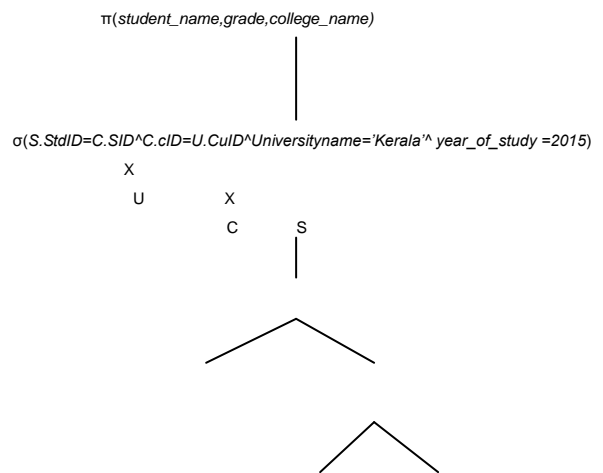 π(student_name,grade,college_name)
σ(S.StdID=C.SID^C.cID=U.CuID^Universityname='Kerala'^ year_of_study =2015)
X
U X
C S